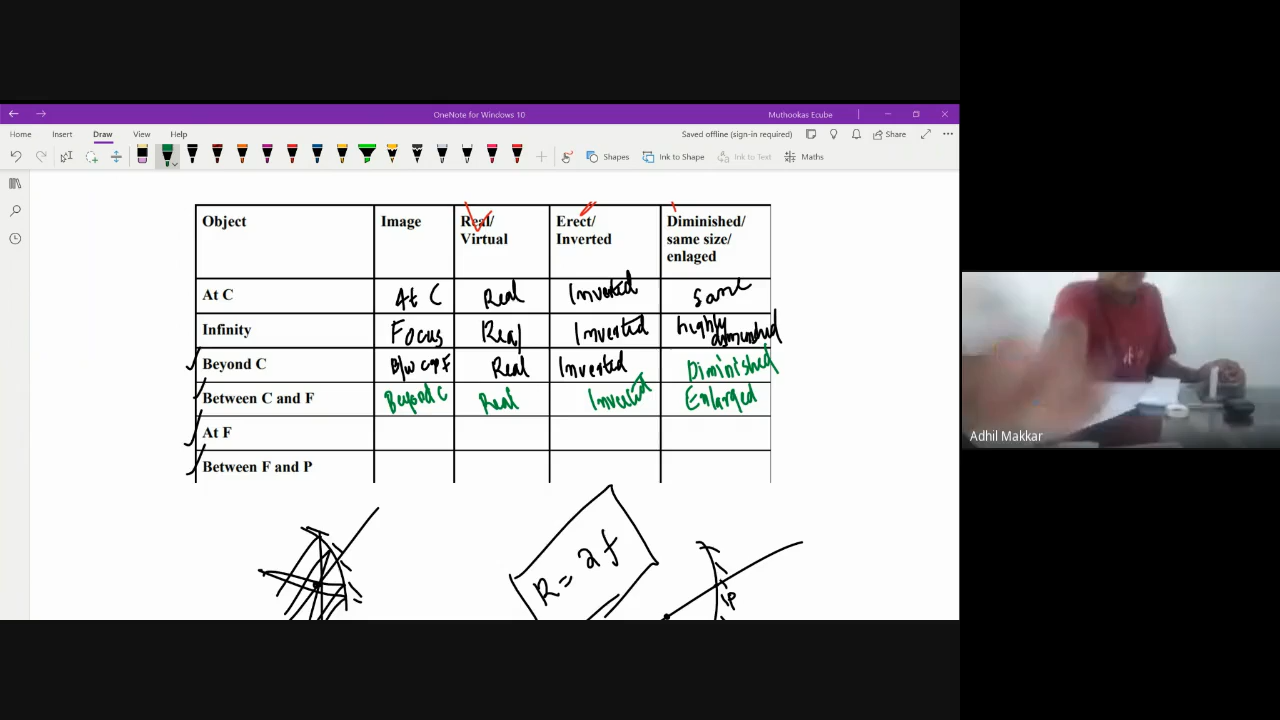 OneNote for Windows 10
Muthookas Ecube
Home Insert Draw View Help
Saved offline (sign-in required)
Share
Shapes
Ink to Shape
Ink to Text
Maths
Object Image Real/ Virtual Erect/ Inverted Diminished/ same size/ enlaged
At C At C Real Inverted Same
Infinity Focus Real Inverted highly diminished
Beyond C B/w C & F Real Inverted Diminished
Between C and F Beyond C Real Inverted Enlarged
At F
Between F and P
R = 2f
P
Adhil Makkar